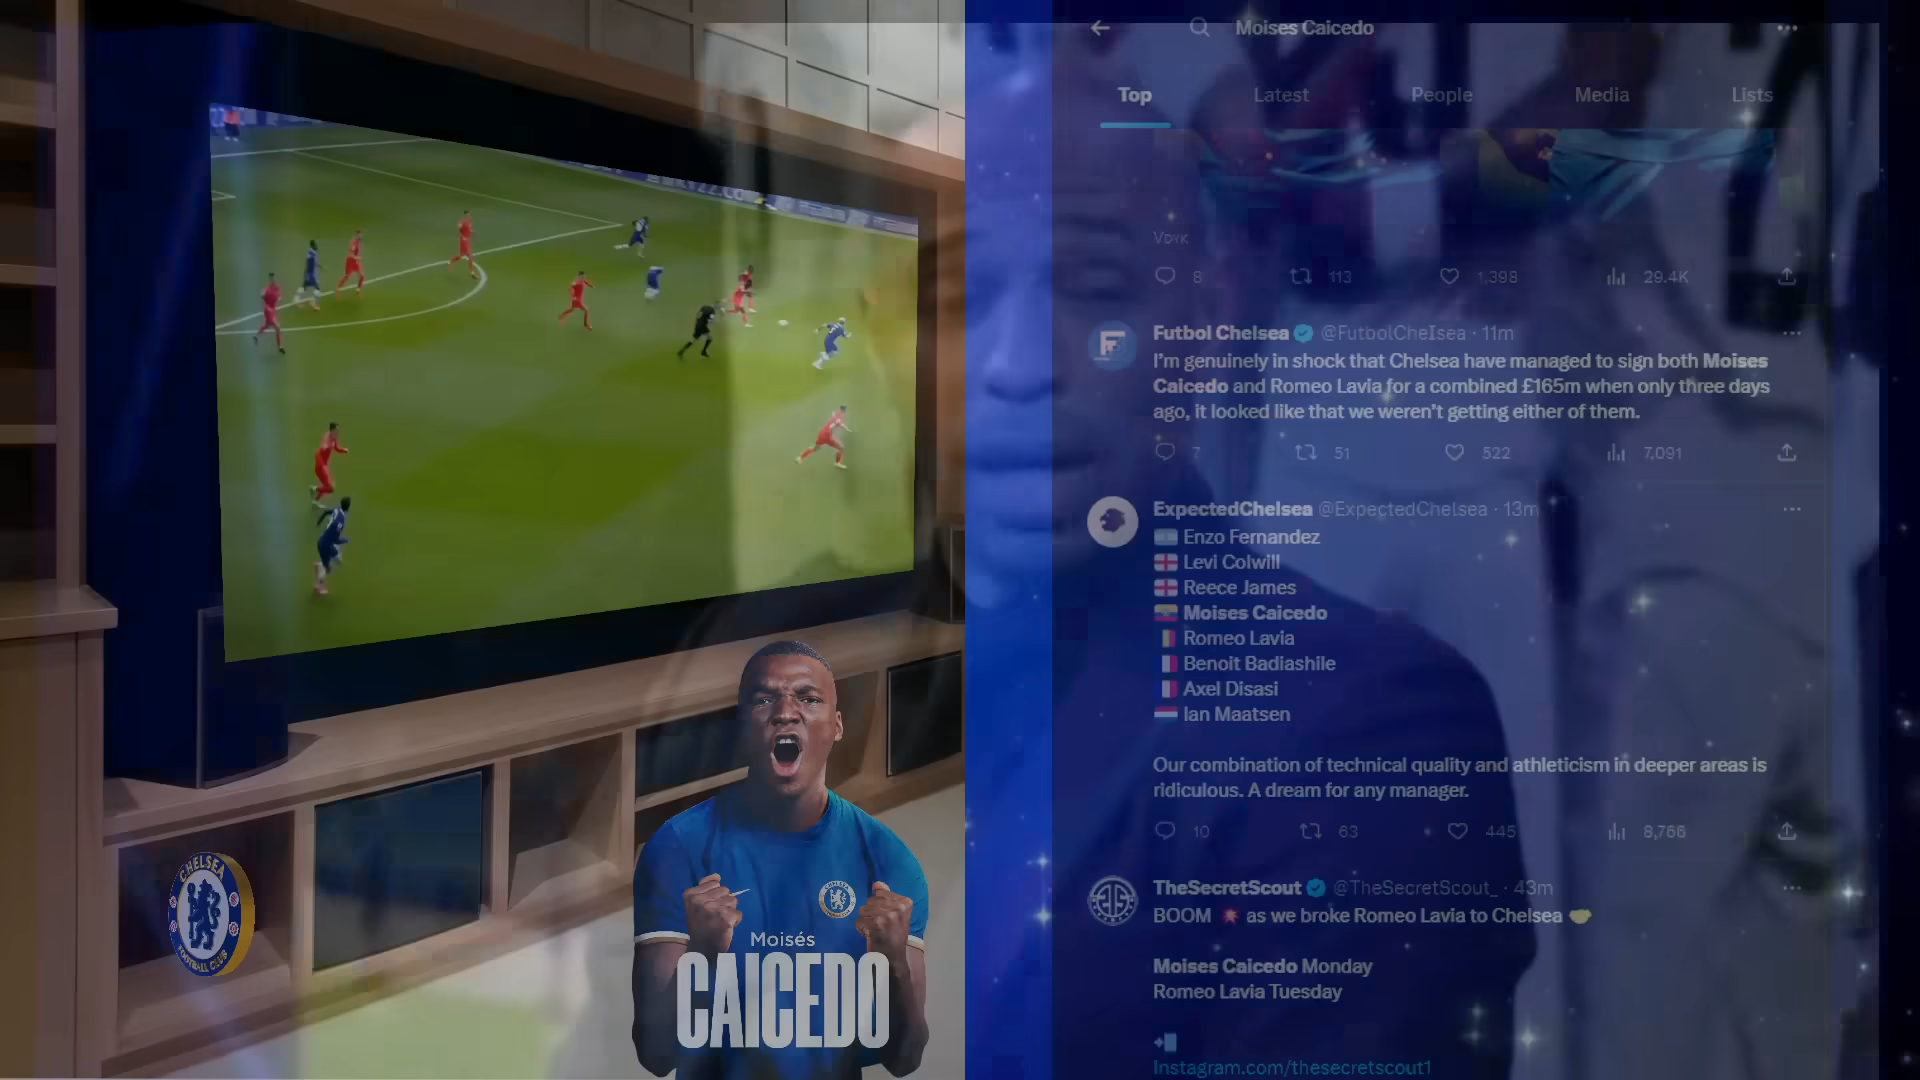 Moises Caicedo
Top
Latest
People
Media
Lists
VDYK
8
113
1,398
29.4K
Futbol Chelsea @FutbolCheIsea · 11m
I'm genuinely in shock that Chelsea have managed to sign both Moises
Caicedo and Romeo Lavia for a combined £165m when only three days
ago, it looked like that we weren't getting either of them.
7
51
522
7,091
ExpectedChelsea @ExpectedChelsea · 13m
Enzo Fernandez
Levi Colwill
Reece James
Moises Caicedo
Romeo Lavia
Benoit Badiashile
Axel Disasi
Ian Maatsen
Our combination of technical quality and athleticism in deeper areas is
ridiculous. A dream for any manager.
10
63
445
8,766
TheSecretScout @TheSecretScout_ · 43m
BOOM 💥 as we broke Romeo Lavia to Chelsea
Moises Caicedo Monday
Romeo Lavia Tuesday
Instagram.com/thesecretscout1
CHELSEA
FOOTBALL CLUB
Moisés
CAICEDO